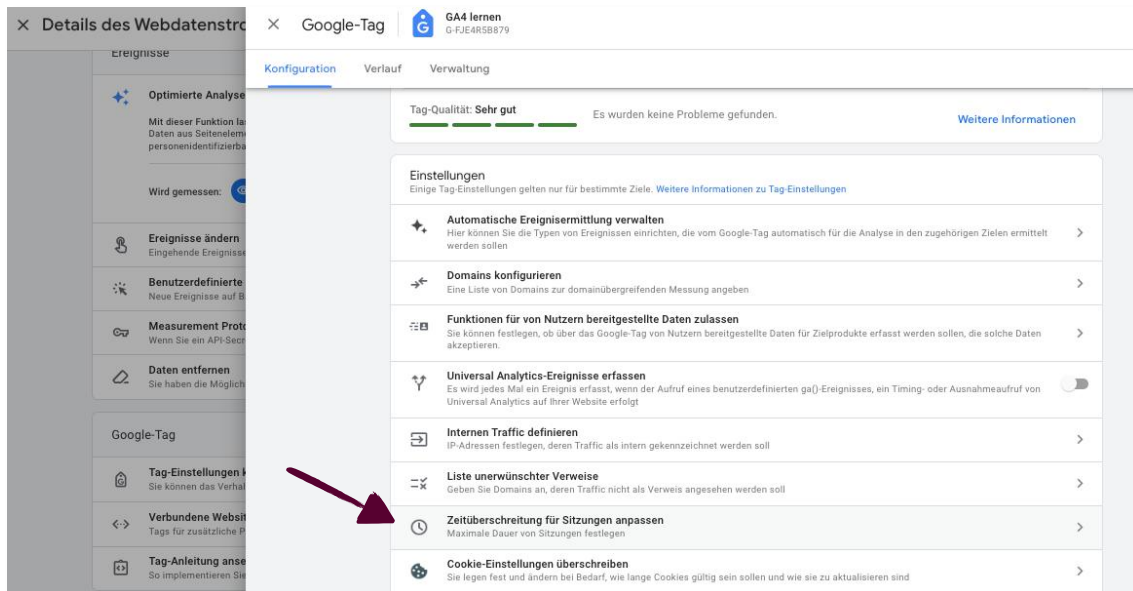 Details des Webdatenstro
Google-Tag
GA4 lernen
G-FJE4R5B879
Konfiguration
Verlauf
Verwaltung
Ereignisse
Optimierte Analyse
Mit dieser Funktion la
Daten aus Seitenelem
personenidentifizierba
Wird gemessen:
Ereignisse ändern
Eingehende Ereignisse
Benutzerdefinierte
Neue Ereignisse auf B
Measurement Proto
Wenn Sie ein API-Secr
Daten entfernen
Sie haben die Möglich
Google-Tag
Tag-Einstellungen k
Sie können das Verhal
Verbundene Websit
Tags für zusätzliche P
Tag-Anleitung anse
So implementieren Sie
Tag-Qualität: Sehr gut
Es wurden keine Probleme gefunden.
Weitere Informationen
Einstellungen
Einige Tag-Einstellungen gelten nur für bestimmte Ziele. Weitere Informationen zu Tag-Einstellungen
Automatische Ereignisermittlung verwalten
Hier können Sie die Typen von Ereignissen einrichten, die vom Google-Tag automatisch für die Analyse in den zugehörigen Zielen ermittelt
werden sollen
Domains konfigurieren
Eine Liste von Domains zur domainübergreifenden Messung angeben
Funktionen für von Nutzern bereitgestellte Daten zulassen
Sie können festlegen, ob über das Google-Tag von Nutzern bereitgestellte Daten für Zielprodukte erfasst werden sollen, die solche Daten
akzeptieren.
Universal Analytics-Ereignisse erfassen
Es wird jedes Mal ein Ereignis erfasst, wenn der Aufruf eines benutzerdefinierten ga()-Ereignisses, ein Timing- oder Ausnahmeaufruf von
Universal Analytics auf Ihrer Website erfolgt
Internen Traffic definieren
IP-Adressen festlegen, deren Traffic als intern gekennzeichnet werden soll
Liste unerwünschter Verweise
Geben Sie Domains an, deren Traffic nicht als Verweis angesehen werden soll
Zeitüberschreitung für Sitzungen anpassen
Maximale Dauer von Sitzungen festlegen
Cookie-Einstellungen überschreiben
Sie legen fest und ändern bei Bedarf, wie lange Cookies gültig sein sollen und wie sie zu aktualisieren sind